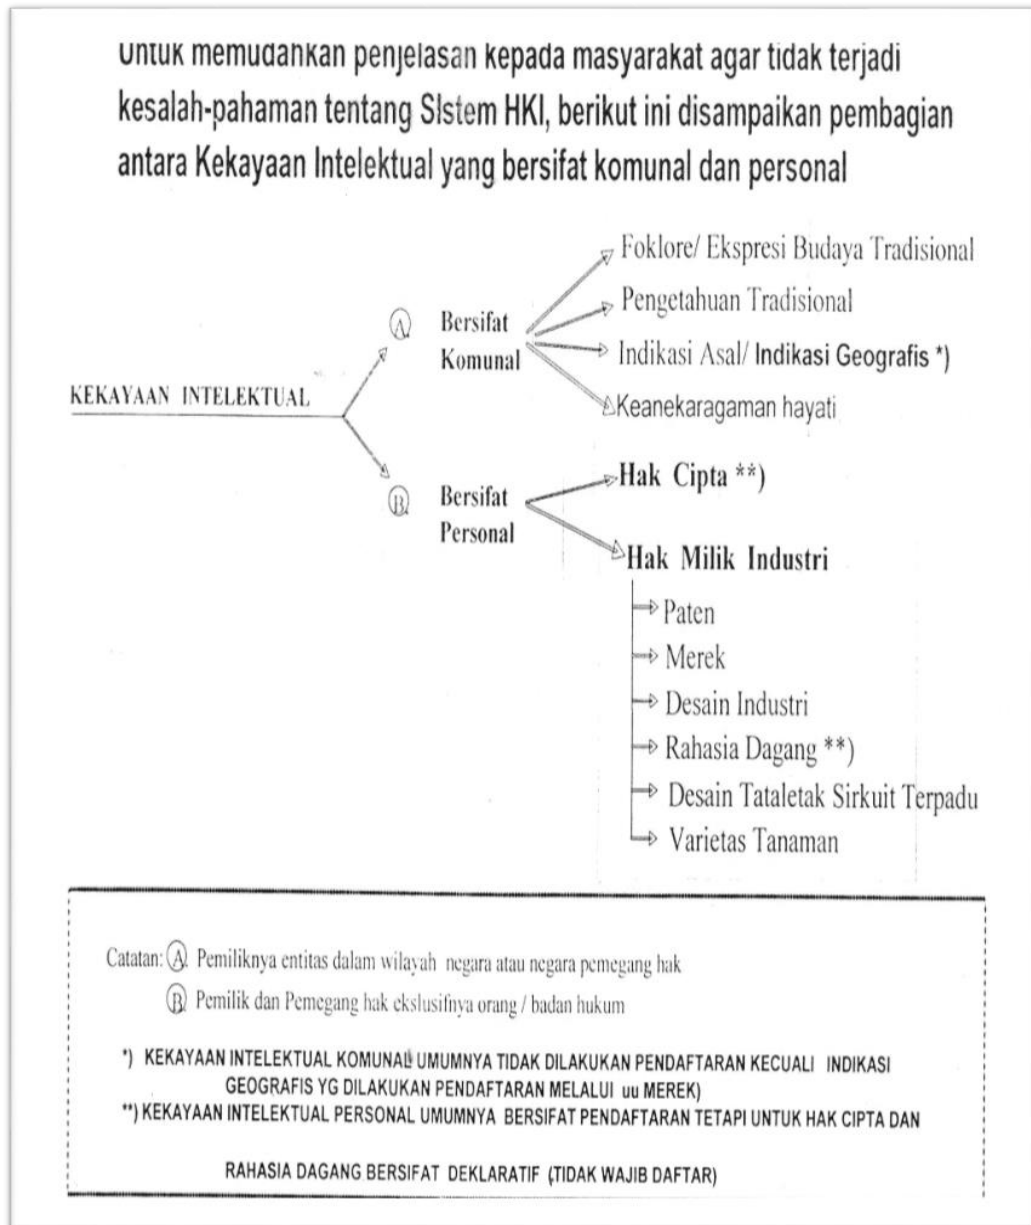 Untuk memudahkan penjelasan kepada masyarakat agar tidak terjadi
kesalah-pahaman tentang SIstem HKI, berikut ini disampaikan pembagian
antara Kekayaan Intelektual yang bersifat komunal dan personal
KEKAYAAN INTELEKTUAL
A. Bersifat
Komunal
Foklore/ Ekspresi Budaya Tradisional
Pengetahuan Tradisional
Indikasi Asal/ Indikasi Geografis *)
Keanekaragaman hayati
B. Bersifat
Personal
Hak Cipta **)
Hak Milik Industri
Paten
Merek
Desain Industri
Rahasia Dagang **)
Desain Tataletak Sirkuit Terpadu
Varietas Tanaman
Catatan: A. Pemiliknya entitas dalam wilayah negara atau negara pemegang hak
B. Pemilik dan Pemegang hak ekslusifnya orang / badan hukum
*) KEKAYAAN INTELEKTUAL KOMUNAL UMUMNYA TIDAK DILAKUKAN PENDAFTARAN KECUALI INDIKASI
GEOGRAFIS YG DILAKUKAN PENDAFTARAN MELALUI uu MEREK)
**) KEKAYAAN INTELEKTUAL PERSONAL UMUMNYA BERSIFAT PENDAFTARAN TETAPI UNTUK HAK CIPTA DAN
RAHASIA DAGANG BERSIFAT DEKLARATIF (TIDAK WAJIB DAFTAR)